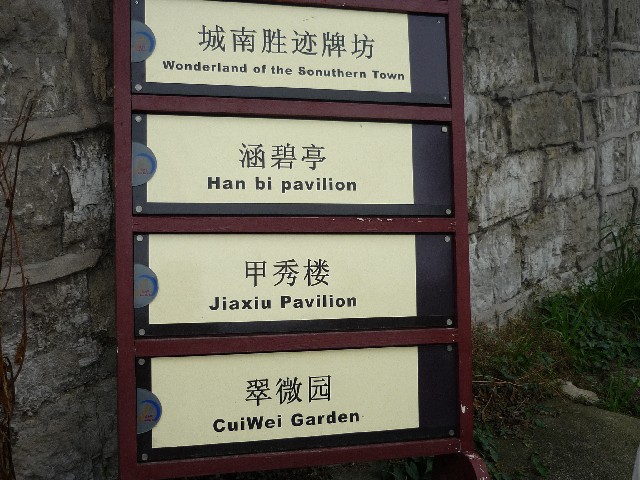 城南胜迹牌坊
Wonderland of the Sonuthern Town
涵碧亭
Han bi pavilion
甲秀楼
Jiaxiu Pavilion
翠微园
CuiWei Garden